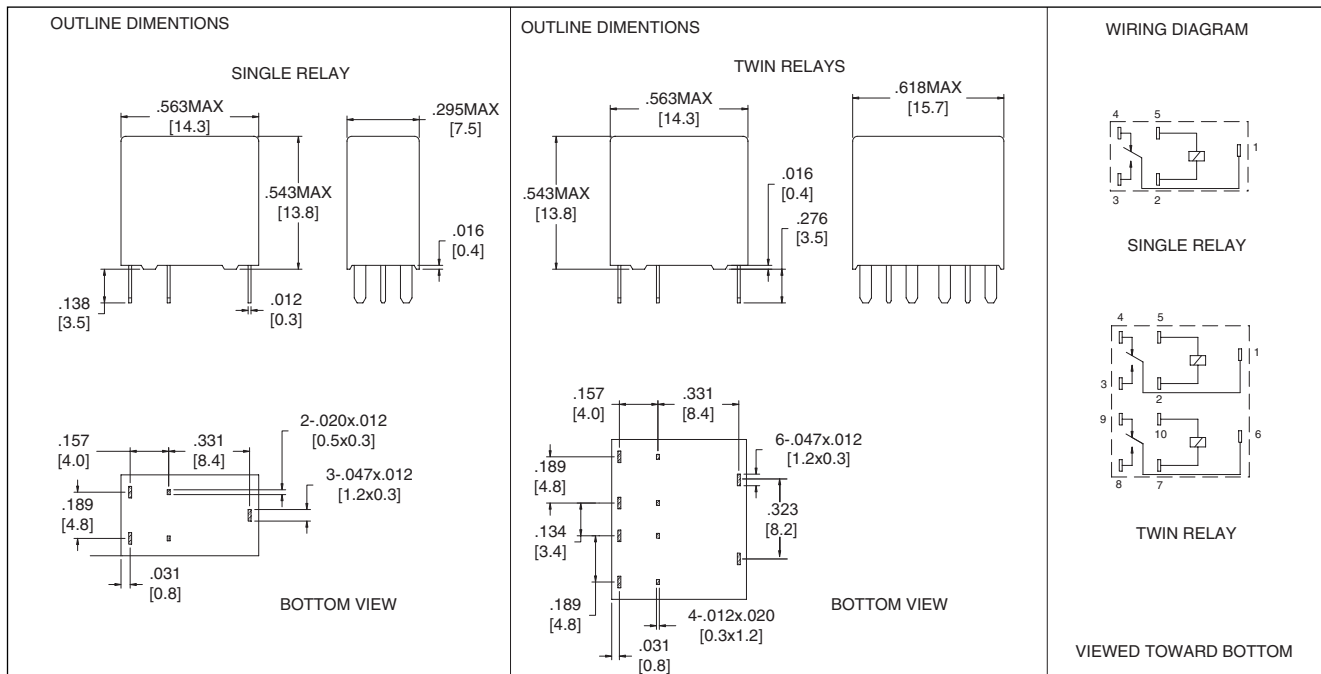 OUTLINE DIMENTIONS
SINGLE RELAY
.563MAX
[14.3]
.295MAX
[7.5]
.543MAX
[13.8]
.016
[0.4]
.138
[3.5]
.012
[0.3]
2-.020x.012
[0.5x0.3]
.157
[4.0]
.331
[8.4]
3-.047x.012
[1.2x0.3]
.189
[4.8]
.031
[0.8]
BOTTOM VIEW
OUTLINE DIMENTIONS
TWIN RELAYS
.563MAX
[14.3]
.618MAX
[15.7]
.543MAX
[13.8]
.016
[0.4]
.276
[3.5]
.157
[4.0]
.331
[8.4]
6-.047x.012
[1.2x0.3]
.189
[4.8]
.323
[8.2]
.134
[3.4]
.189
[4.8]
4-.012x.020
[0.3x1.2]
.031
[0.8]
BOTTOM VIEW
WIRING DIAGRAM
4 5
1
3 2
SINGLE RELAY
4 5
1
3 2
9 10 6
8 7
TWIN RELAY
VIEWED TOWARD BOTTOM